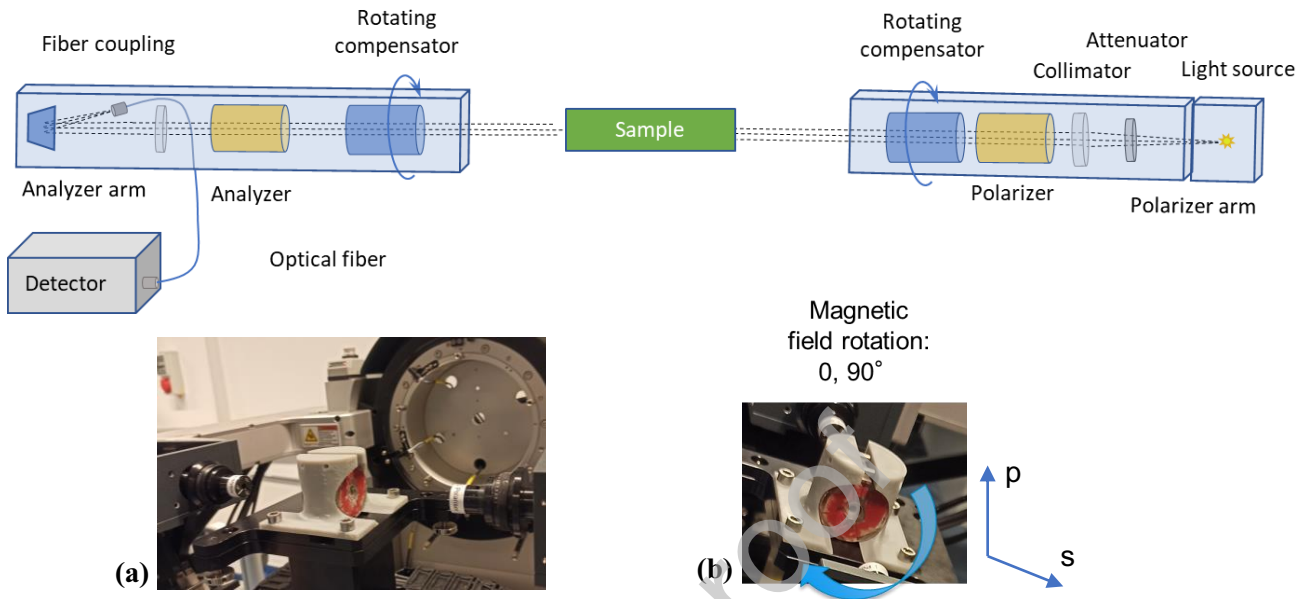 Fiber coupling
Rotating
compensator
Rotating
compensator
Attenuator
Collimator
Light source
Sample
Analyzer arm
Analyzer
Polarizer
Polarizer arm
Detector
Optical fiber
Magnetic
field rotation:
0, 90°
p
s
(a)
(b)